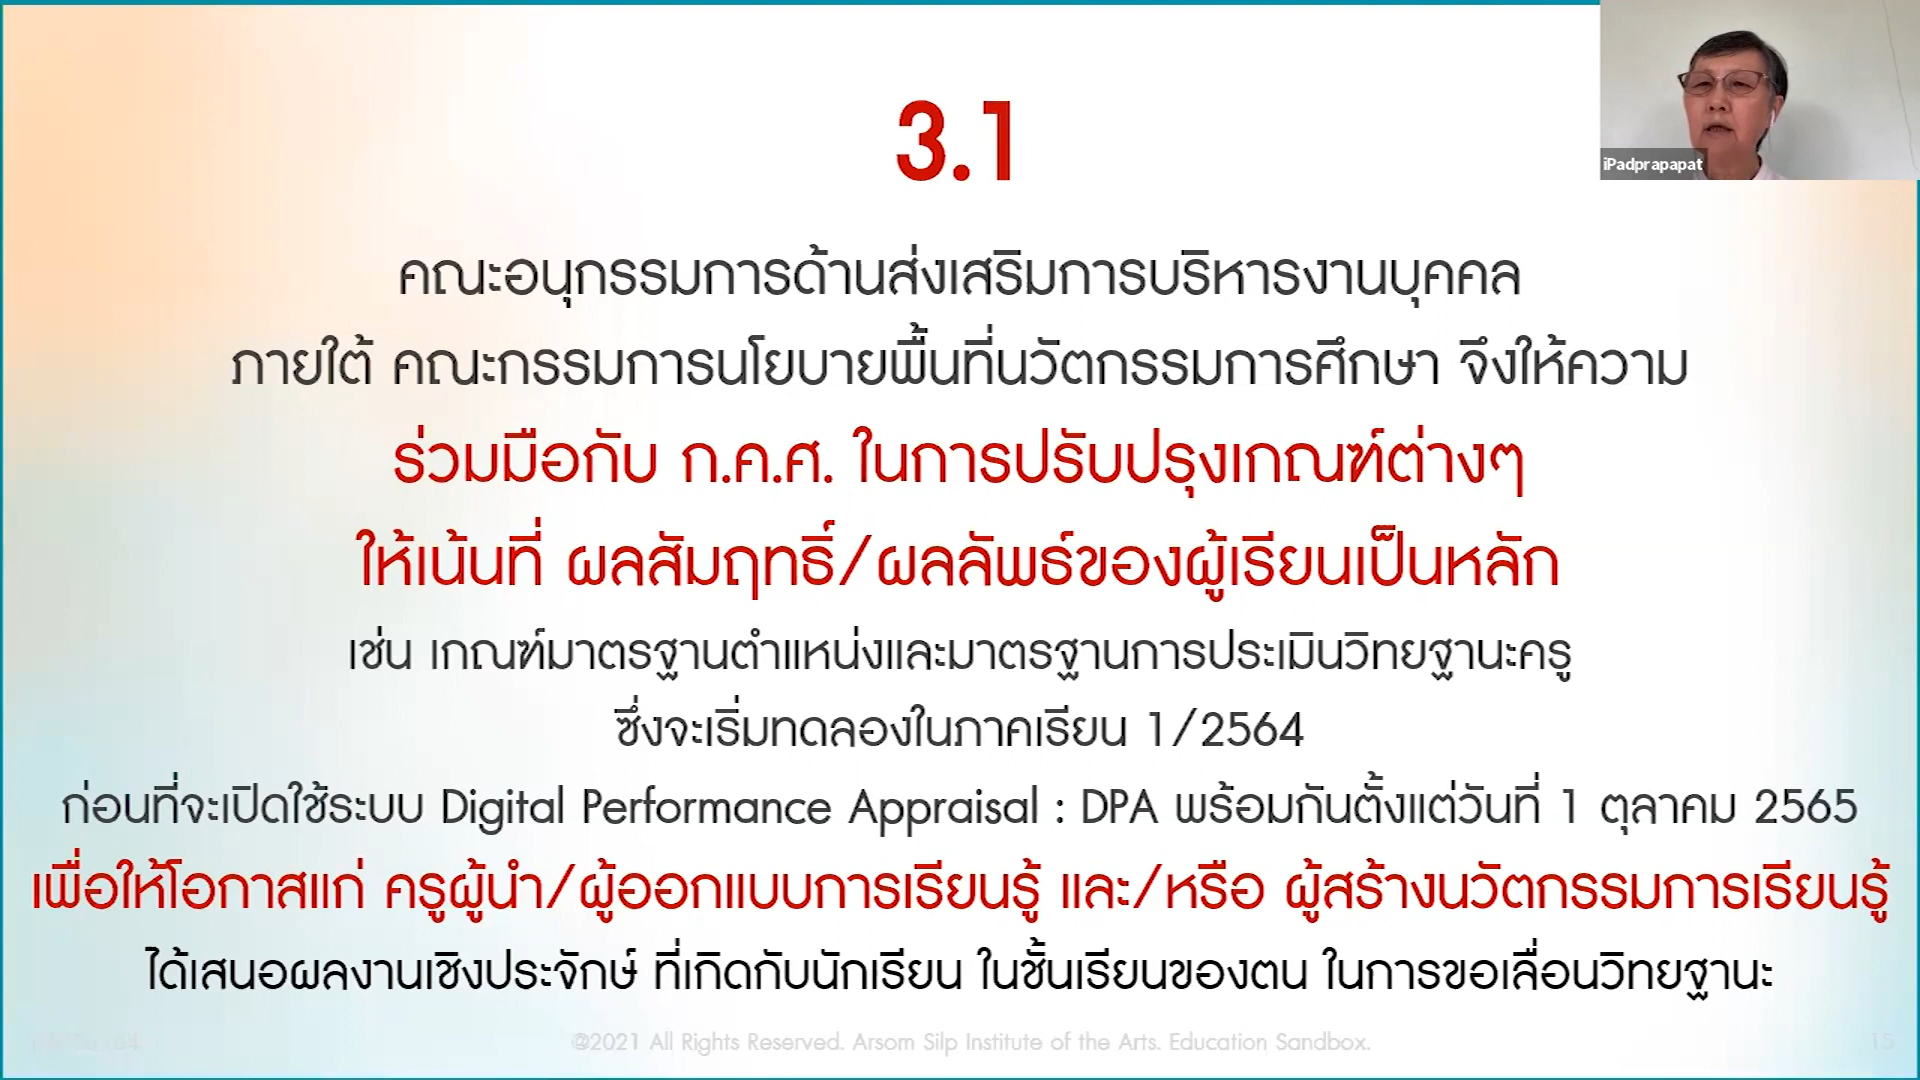 3.1
iPadprapapat
คณะอนุกรรมการด้านส่งเสริมการบริหารงานบุคคล
ภายใต้ คณะกรรมการนโยบายพื้นที่นวัตกรรมการศึกษา จึงให้ความ
ร่วมมือกับ ก.ค.ศ. ในการปรับปรุงเกณฑ์ต่างๆ
ให้เน้นที่ ผลสัมฤทธิ์/ผลลัพธ์ของผู้เรียนเป็นหลัก
เช่น เกณฑ์มาตรฐานตำแหน่งและมาตรฐานการประเมินวิทยฐานะครู
ซึ่งจะเริ่มทดลองในภาคเรียน 1/2564
ก่อนที่จะเปิดใช้ระบบ Digital Performance Appraisal : DPA พร้อมกันตั้งแต่วันที่ 1 ตุลาคม 2565
เพื่อให้โอกาสแก่ ครูผู้นำ/ผู้ออกแบบการเรียนรู้ และ/หรือ ผู้สร้างนวัตกรรมการเรียนรู้
ได้เสนอผลงานเชิงประจักษ์ ที่เกิดกับนักเรียน ในชั้นเรียนของตน ในการขอเลื่อนวิทยฐานะ
@2021 All Rights Reserved. Arsom Silp Institute of the Arts. Education Sandbox.
15